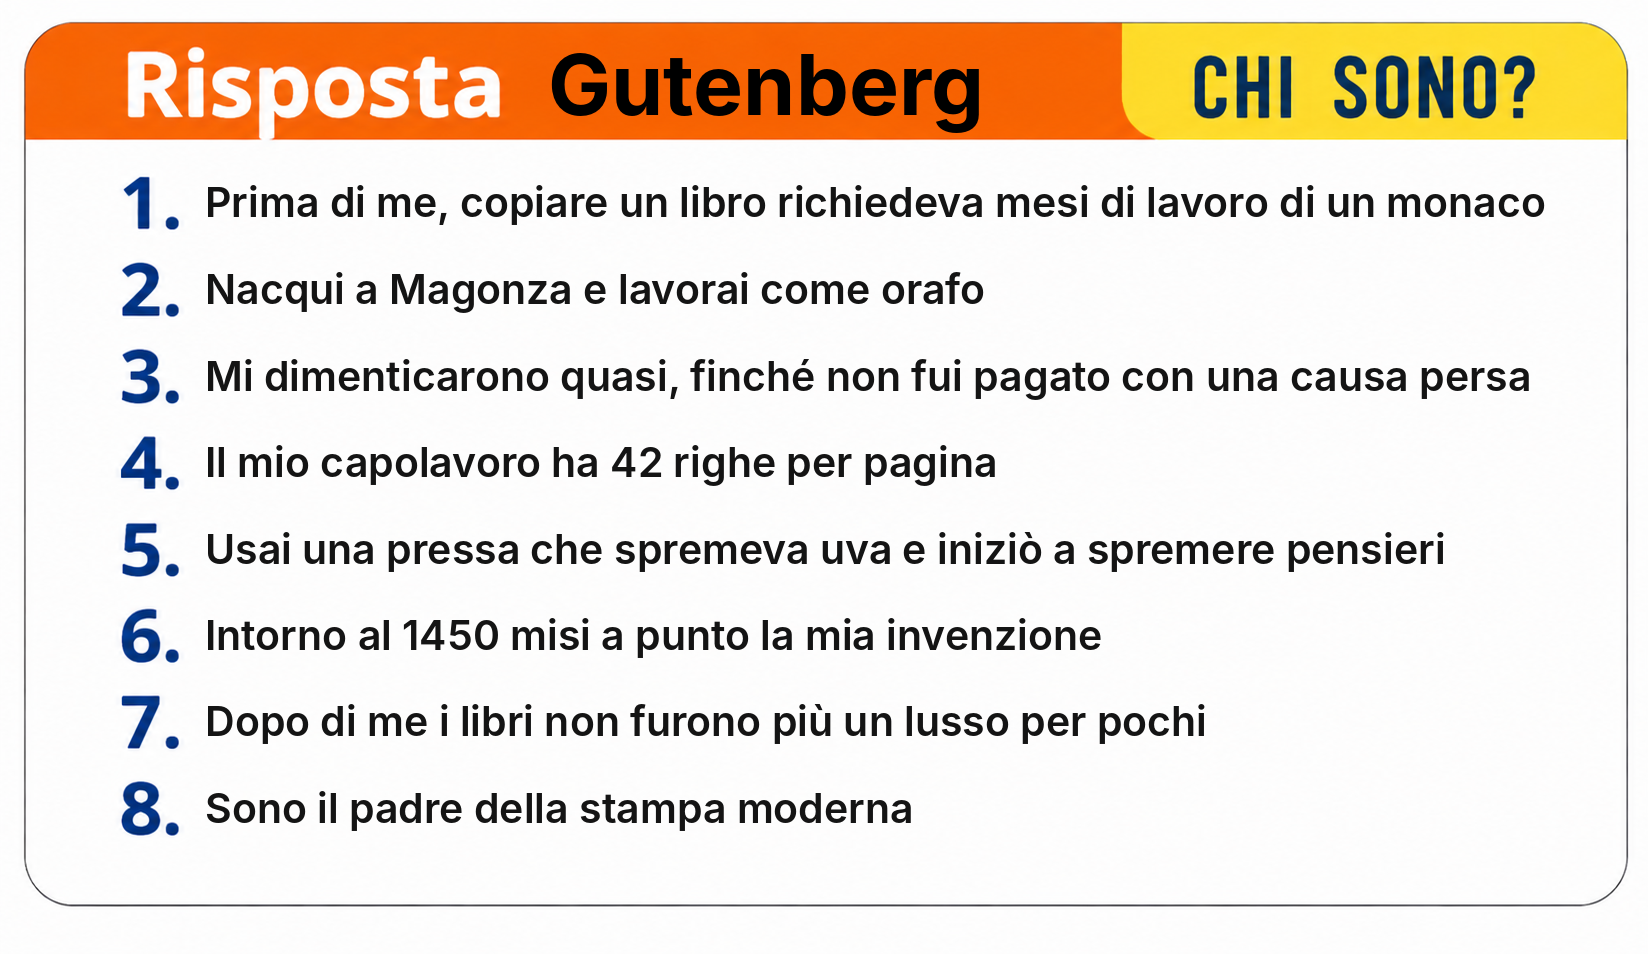 Risposta Gutenberg CHI SONO?
1. Prima di me, copiare un libro richiedeva mesi di lavoro di un monaco
2. Nacqui a Magonza e lavorai come orafo
3. Mi dimenticarono quasi, finché non fui pagato con una causa persa
4. Il mio capolavoro ha 42 righe per pagina
5. Usai una pressa che spremeva uva e iniziò a spremere pensieri
6. Intorno al 1450 misi a punto la mia invenzione
7. Dopo di me i libri non furono più un lusso per pochi
8. Sono il padre della stampa moderna